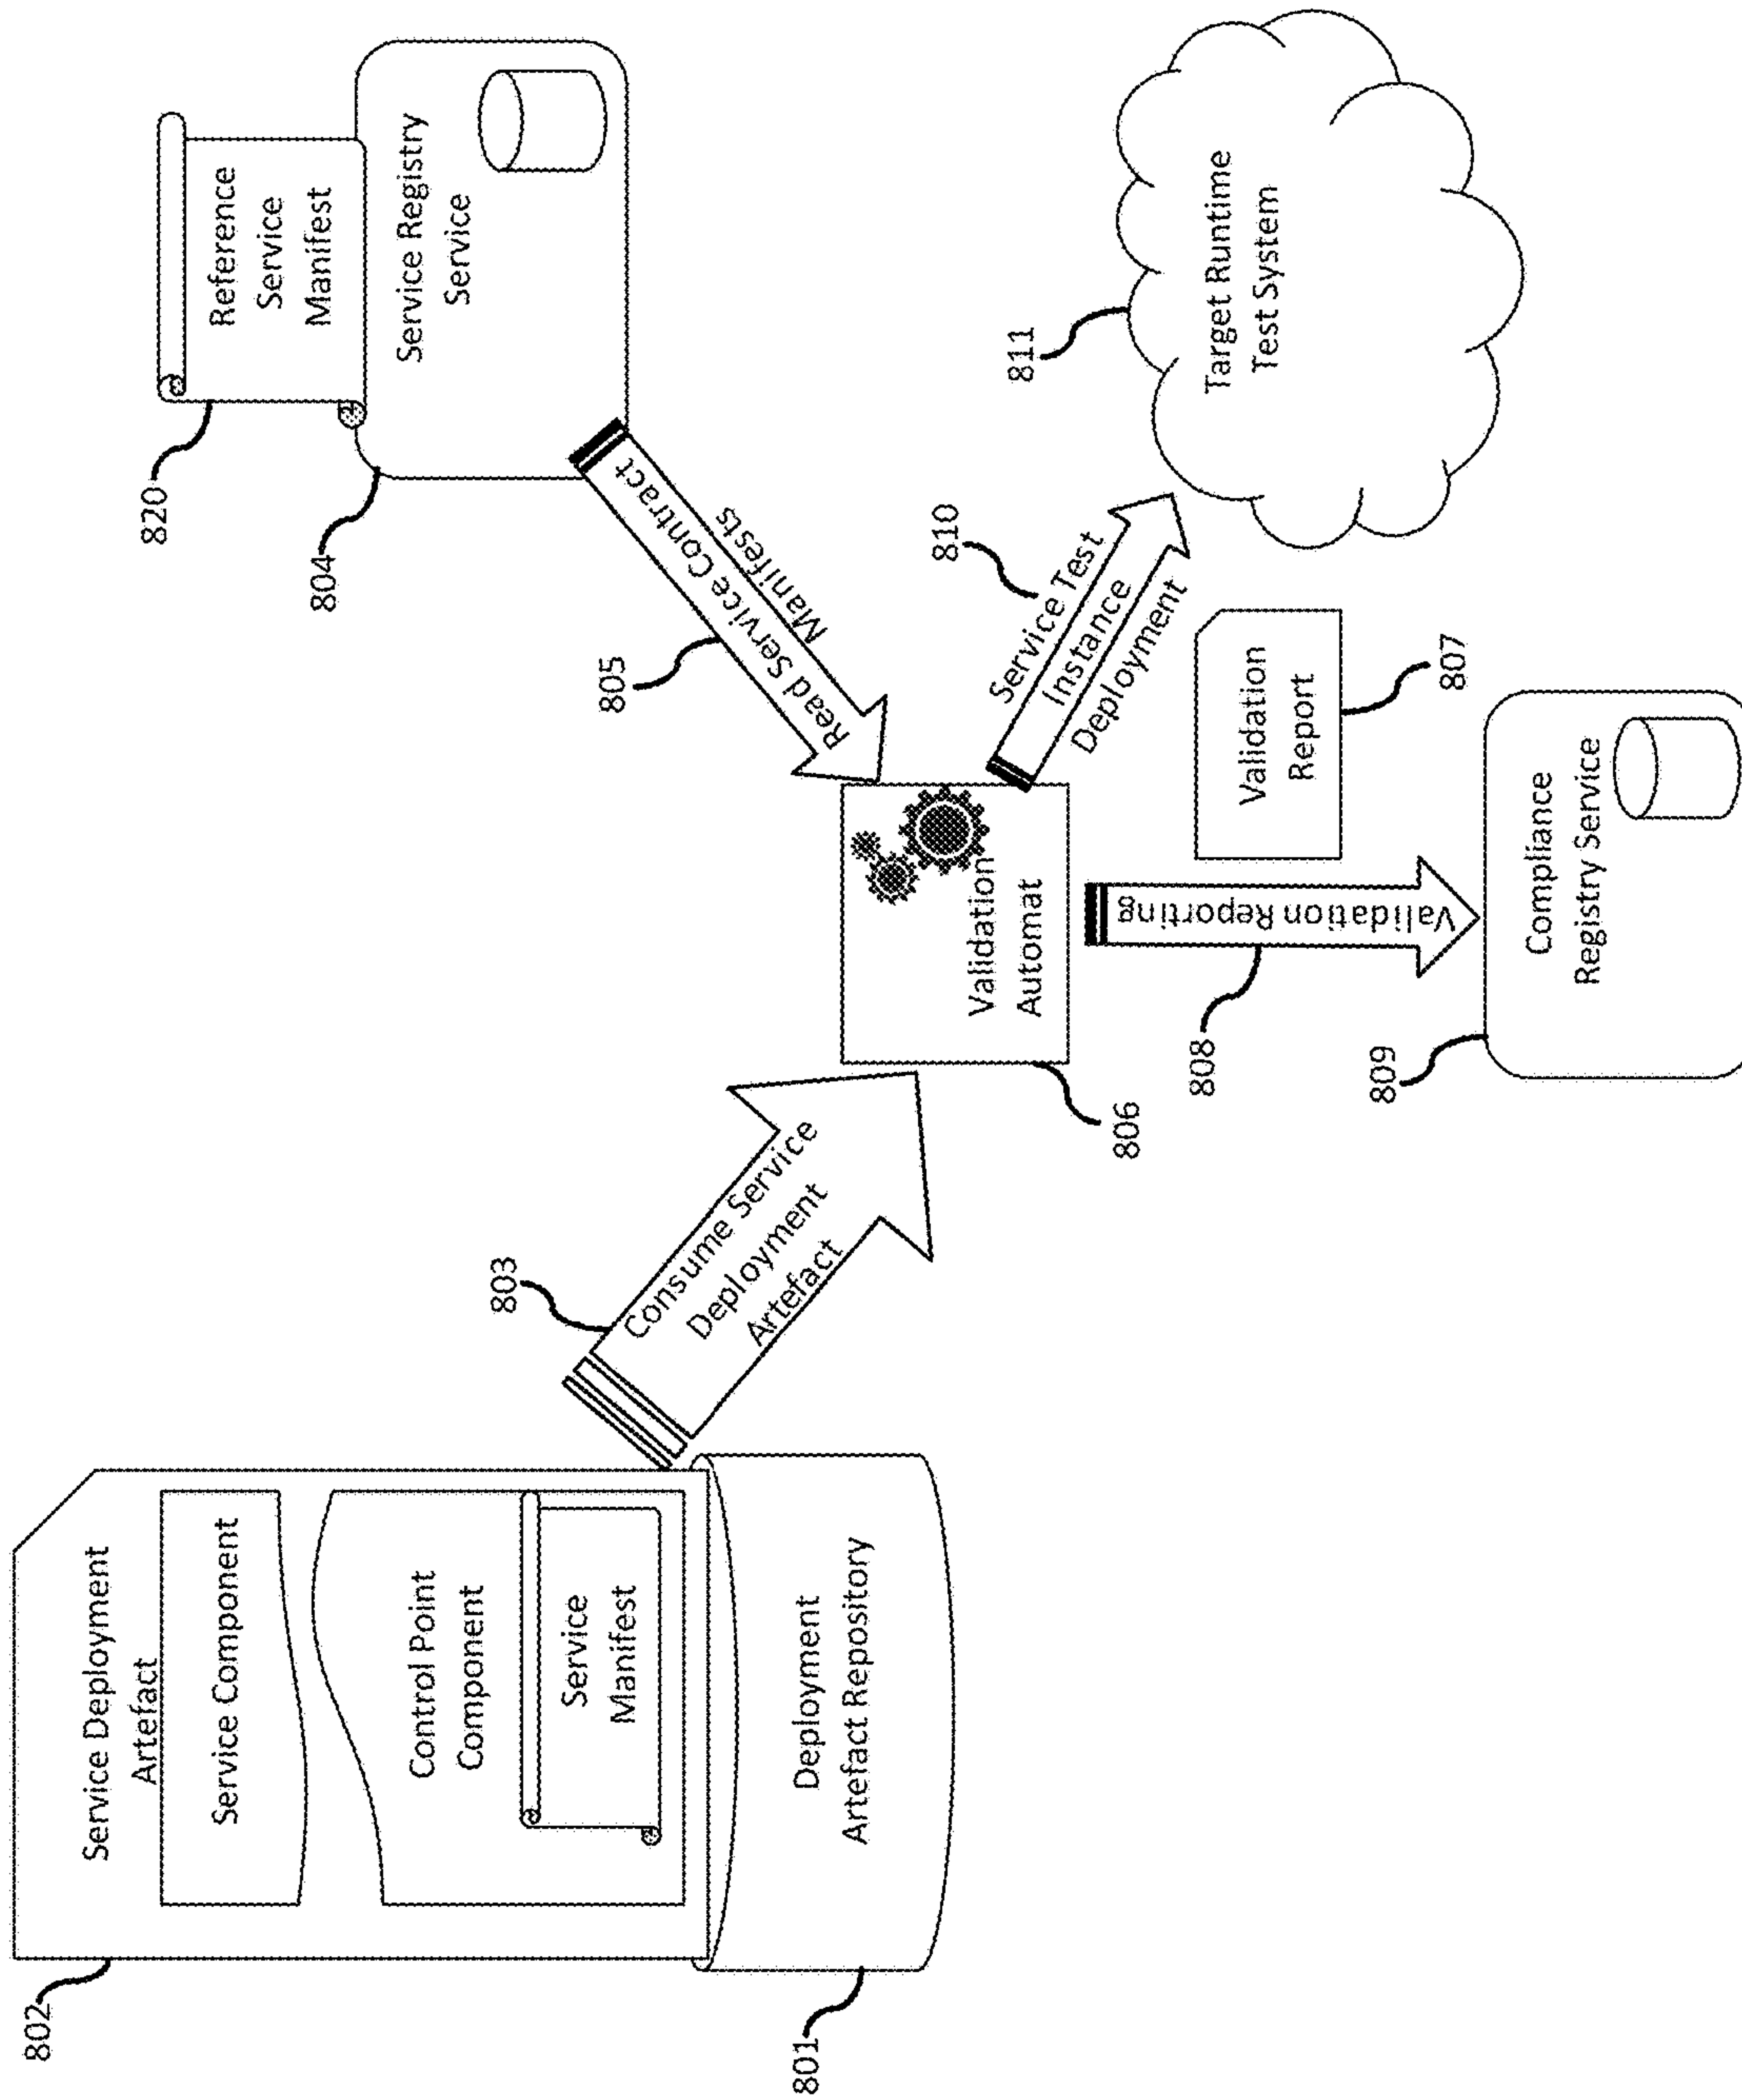 802
Service Deployment
Artefact
Service Component
Control Point
Component
Service
Manifest
801
Deployment
Artefact Repository
803
Consume Service
Deployment
Artefact
820
Reference
Service
Manifest
804
Service Registry
Service
805
Read Service Contract
Manifests
806
Validation
Automat
810
Service Test
Instance
Deployment
811
Target Runtime
Test System
808
Validation Reporting
Validation
Report
807
809
Compliance
Registry Service